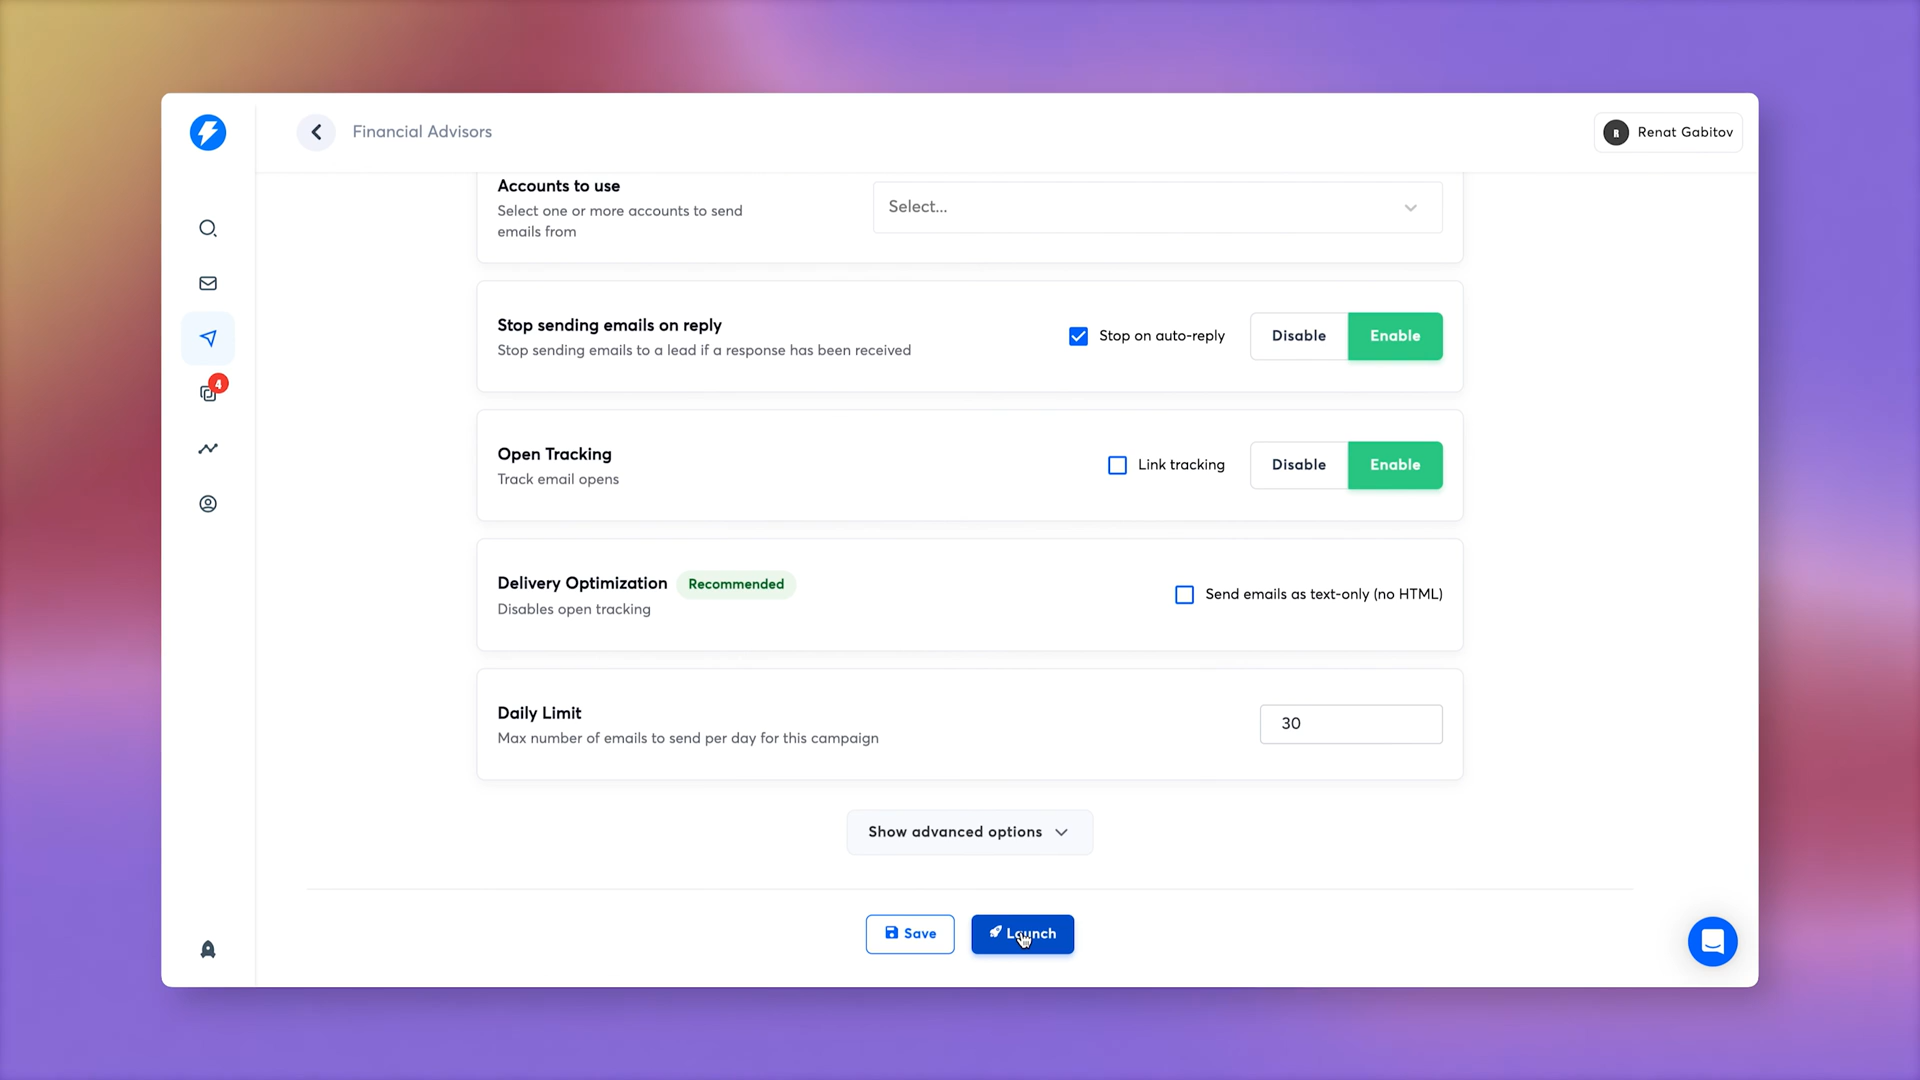 Financial Advisors
R Renat Gabitov
Accounts to use
Select one or more accounts to send
emails from
Select...
Stop sending emails on reply
Stop sending emails to a lead if a response has been received
Stop on auto-reply
Disable
Enable
4
Open Tracking
Track email opens
Link tracking
Disable
Enable
Delivery Optimization
Recommended
Disables open tracking
Send emails as text-only (no HTML)
Daily Limit
Max number of emails to send per day for this campaign
30
Show advanced options
Save
Launch